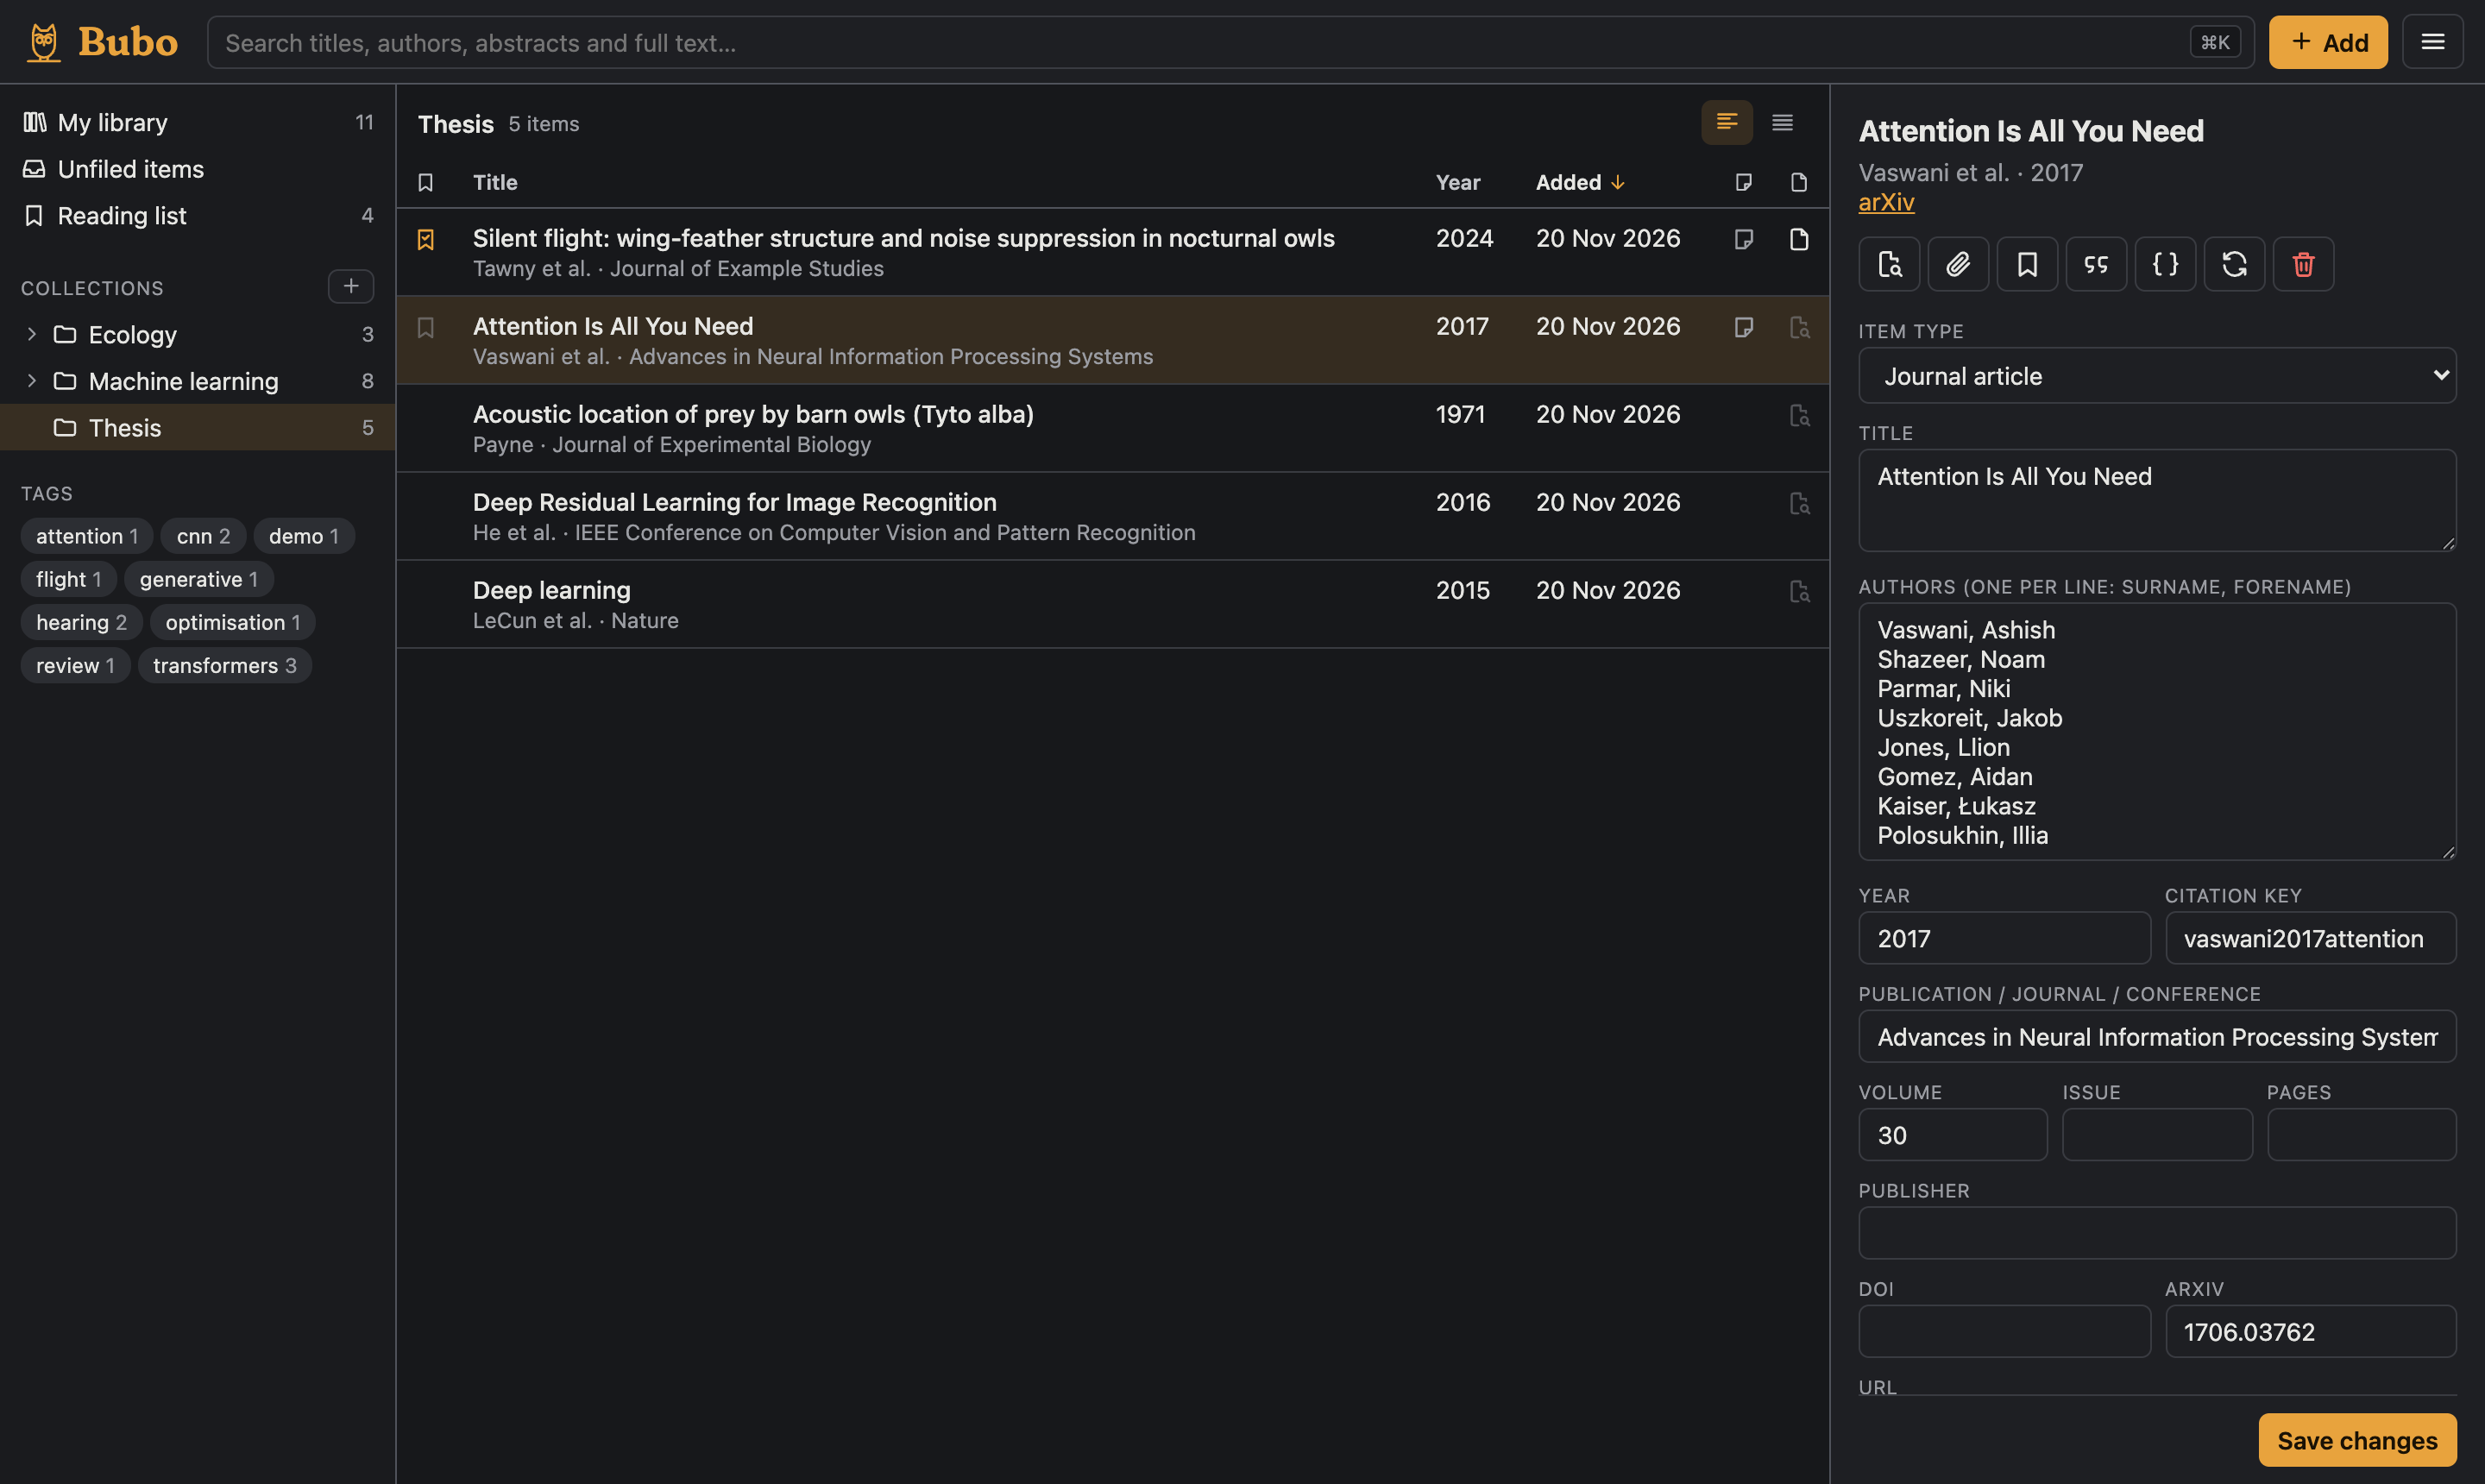 Bubo
Search titles, authors, abstracts and full text...
⌘K
+ Add
My library 11
Unfiled items
Reading list 4
COLLECTIONS
Ecology 3
Machine learning 8
Thesis 5
TAGS
attention 1 cnn 2 demo 1
flight 1 generative 1
hearing 2 optimisation 1
review 1 transformers 3
Thesis 5 items
Title Year Added ↓
Silent flight: wing-feather structure and noise suppression in nocturnal owls 2024 20 Nov 2026
Tawny et al. · Journal of Example Studies
Attention Is All You Need 2017 20 Nov 2026
Vaswani et al. · Advances in Neural Information Processing Systems
Acoustic location of prey by barn owls (Tyto alba) 1971 20 Nov 2026
Payne · Journal of Experimental Biology
Deep Residual Learning for Image Recognition 2016 20 Nov 2026
He et al. · IEEE Conference on Computer Vision and Pattern Recognition
Deep learning 2015 20 Nov 2026
LeCun et al. · Nature
Attention Is All You Need
Vaswani et al. · 2017
arXiv
ITEM TYPE
Journal article
TITLE
Attention Is All You Need
AUTHORS (ONE PER LINE: SURNAME, FORENAME)
Vaswani, Ashish
Shazeer, Noam
Parmar, Niki
Uszkoreit, Jakob
Jones, Llion
Gomez, Aidan
Kaiser, Łukasz
Polosukhin, Illia
YEAR CITATION KEY
2017 vaswani2017attention
PUBLICATION / JOURNAL / CONFERENCE
Advances in Neural Information Processing System
VOLUME ISSUE PAGES
30
PUBLISHER
DOI ARXIV
1706.03762
URL
Save changes